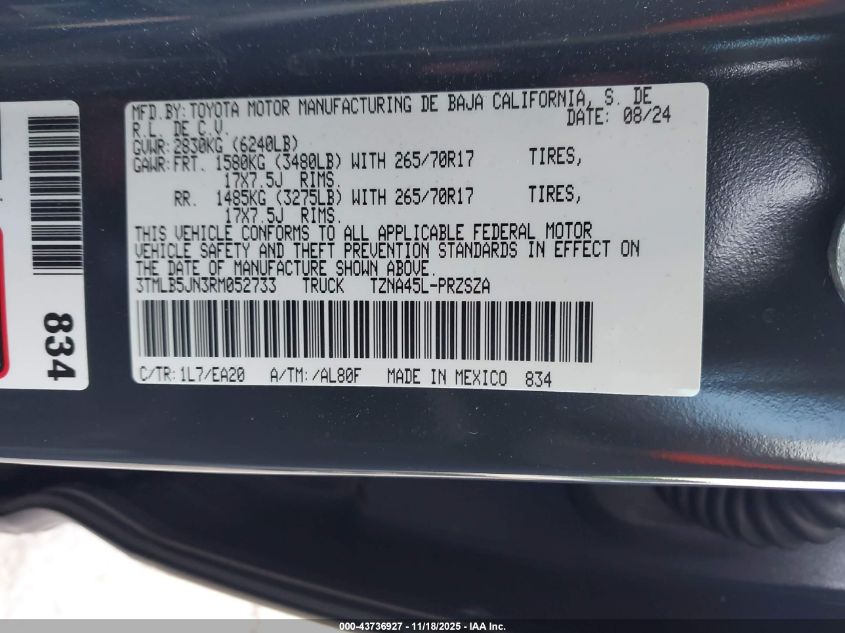 MFD.BY: TOYOTA MOTOR MANUFACTURING DE BAJA CALIFORNIA, S. DE
R.L. DE C.V. DATE: 08/24
GVWR: 2830KG (6240LB)
GAWR: FRT. 1580KG (3480LB) WITH 265/70R17 TIRES,
17X7.5J RIMS.
RR. 1485KG (3275LB) WITH 265/70R17 TIRES,
17X7.5J RIMS.
THIS VEHICLE CONFORMS TO ALL APPLICABLE FEDERAL MOTOR
VEHICLE SAFETY AND THEFT PREVENTION STANDARDS IN EFFECT ON
THE DATE OF MANUFACTURE SHOWN ABOVE.
3TMLB5JN3RM052733 TRUCK TZNA45L-PRZSZA
C/TR: 1L7/EA20 A/TM: /AL80F MADE IN MEXICO 834
834
000-43736927 - 11/18/2025 - IAA Inc.